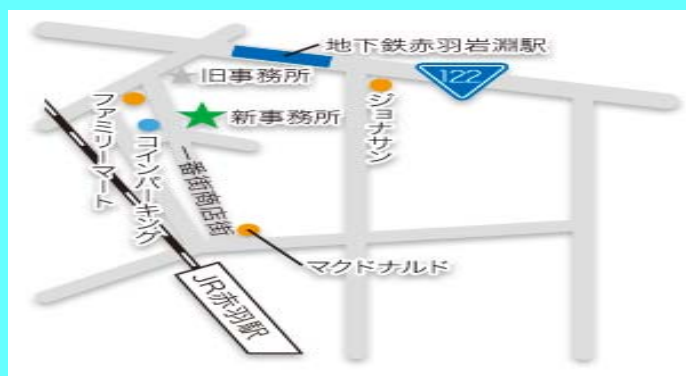 地下鉄赤羽岩淵駅
旧事務所
122
ファミリーマート
新事務所
ジョナサン
コインパーキング
一番街商店街
マクドナルド
JR赤羽駅